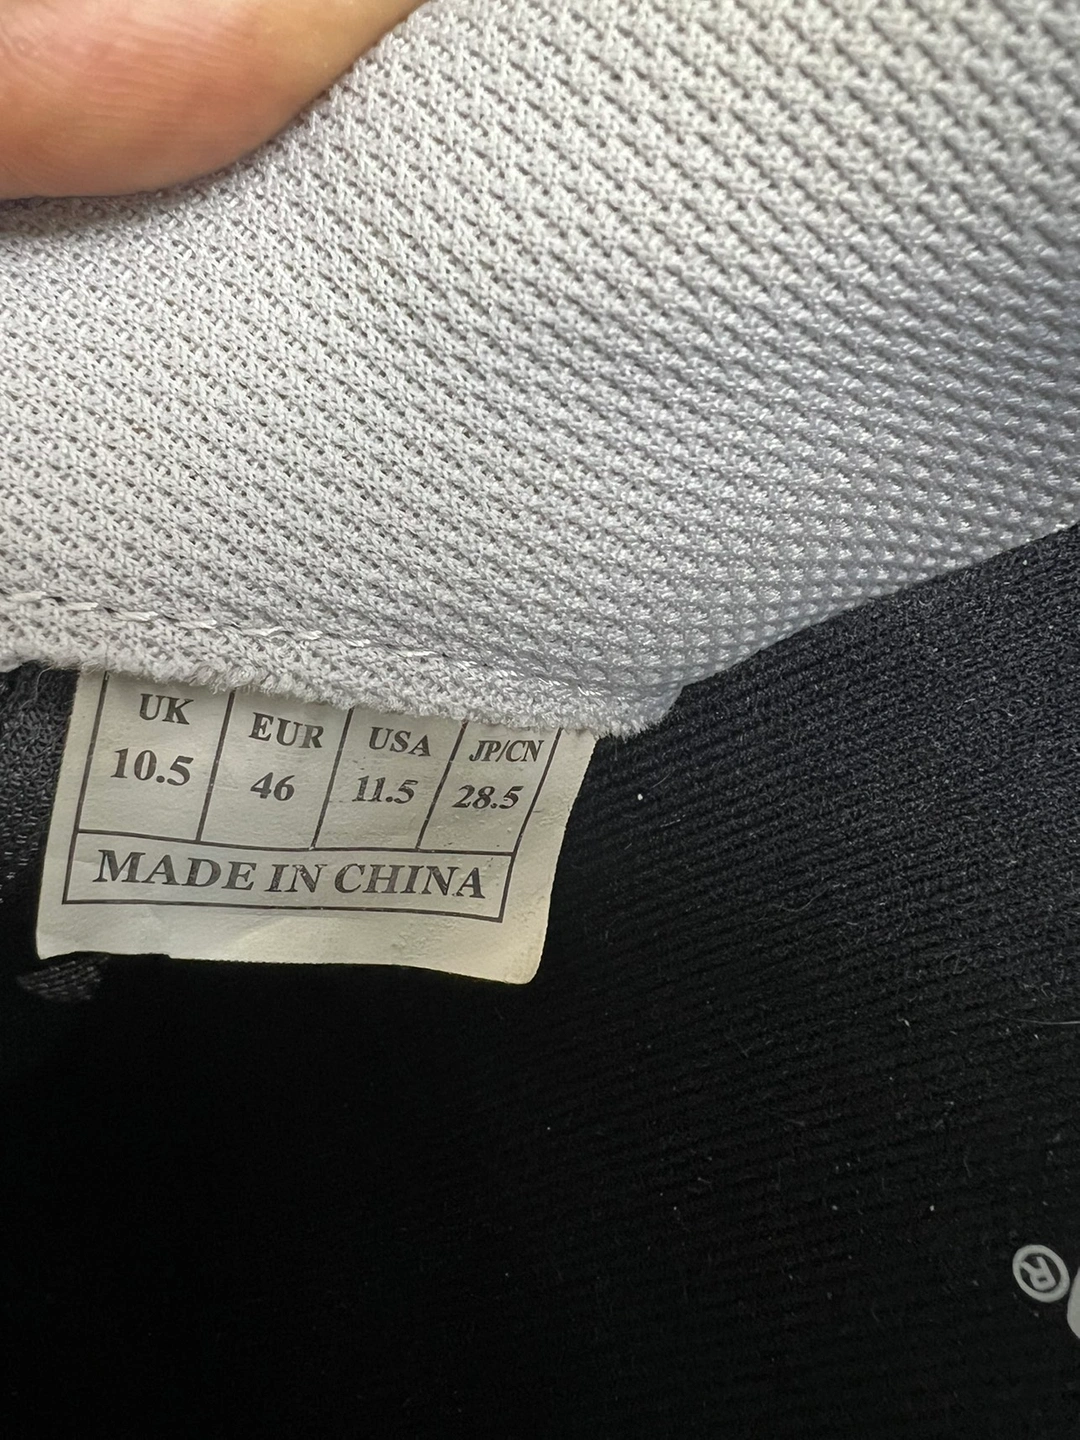 UK EUR USA JP/CN
10.5 46 11.5 28.5
MADE IN CHINA
®